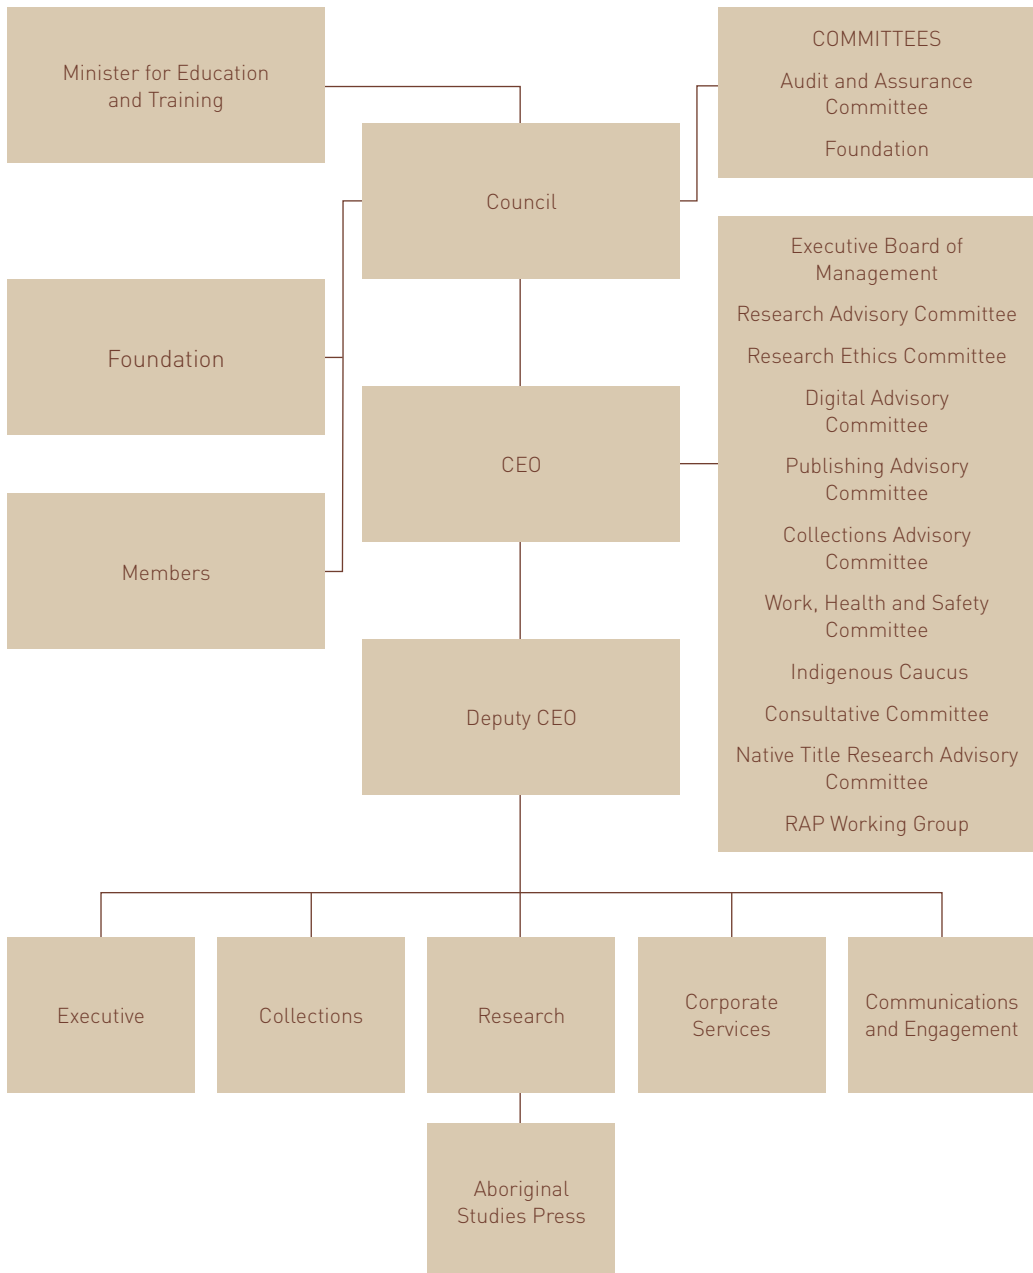 Minister for Education
and Training
COMMITTEES
Audit and Assurance
Committee
Foundation
Council
Executive Board of
Management
Research Advisory Committee
Research Ethics Committee
Digital Advisory
Committee
Publishing Advisory
Committee
Collections Advisory
Committee
Work, Health and Safety
Committee
Indigenous Caucus
Consultative Committee
Native Title Research Advisory
Committee
RAP Working Group
Foundation
CEO
Members
Deputy CEO
Executive
Collections
Research
Corporate
Services
Communications
and Engagement
Aboriginal
Studies Press